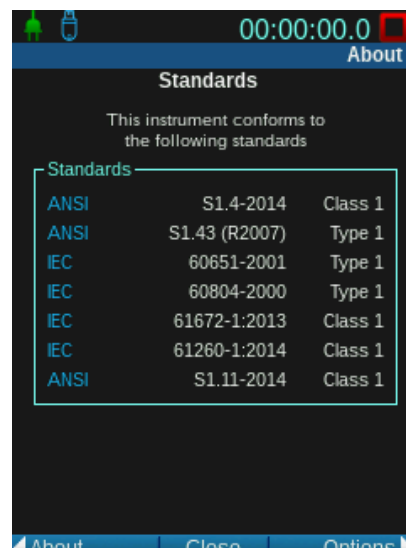 00:00:00.0
About
Standards
This instrument conforms to
the following standards
Standards
ANSI S1.4-2014 Class 1
ANSI S1.43 (R2007) Type 1
IEC 60651-2001 Type 1
IEC 60804-2000 Type 1
IEC 61672-1:2013 Class 1
IEC 61260-1:2014 Class 1
ANSI S1.11-2014 Class 1
About Close Options